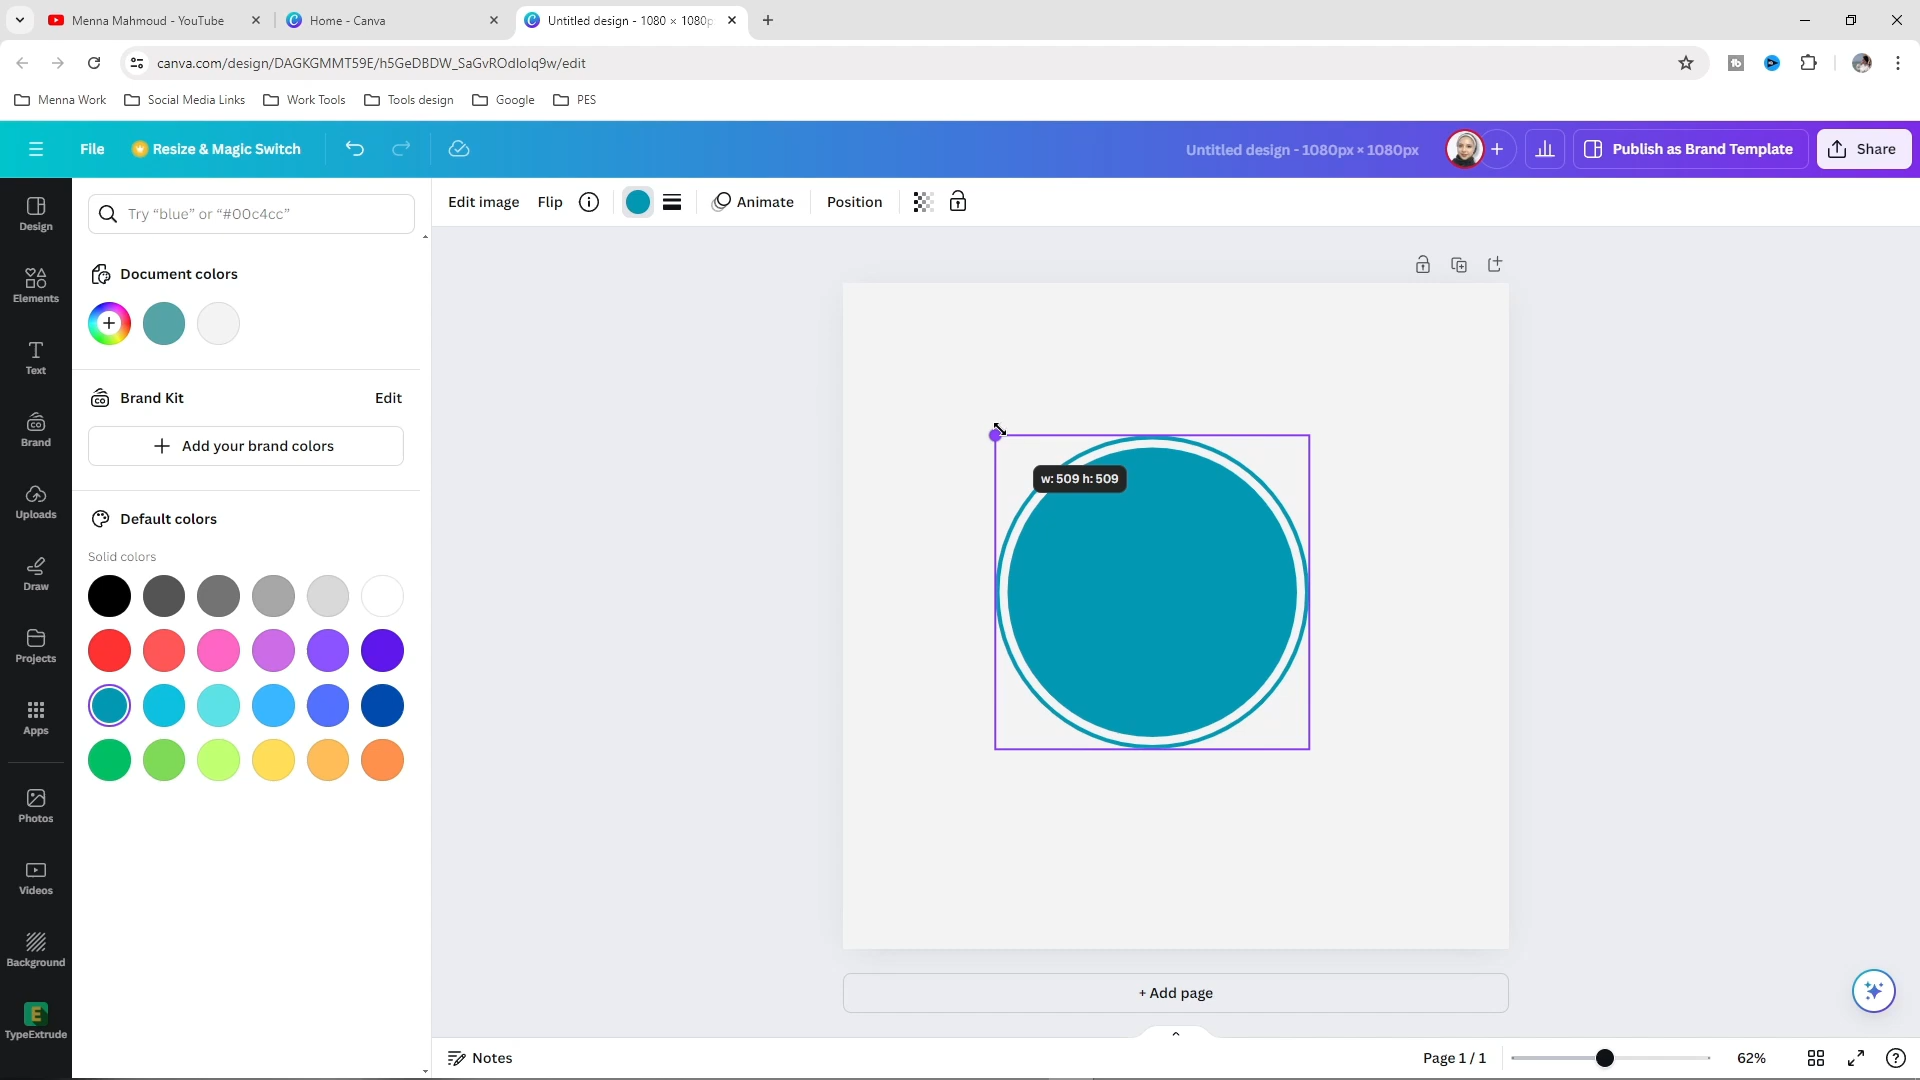 Menna Mahmoud - YouTube
Home - Canva
Untitled design - 1080 × 1080p
canva.com/design/DAGKGMMT59E/h5GeDBDW_SaGvROdIolq9w/edit
Menna Work
Social Media Links
Work Tools
Tools design
Google
PES
File
Resize & Magic Switch
Untitled design - 1080px × 1080px
Publish as Brand Template
Share
Design
Elements
Text
Brand
Uploads
Draw
Projects
Apps
Photos
Videos
Background
TypeExtrude
Try “blue” or “#00c4cc”
Document colors
Brand Kit
Edit
Add your brand colors
Default colors
Solid colors
Edit image
Flip
Animate
Position
w: 509 h: 509
+ Add page
Notes
Page 1 / 1
62%